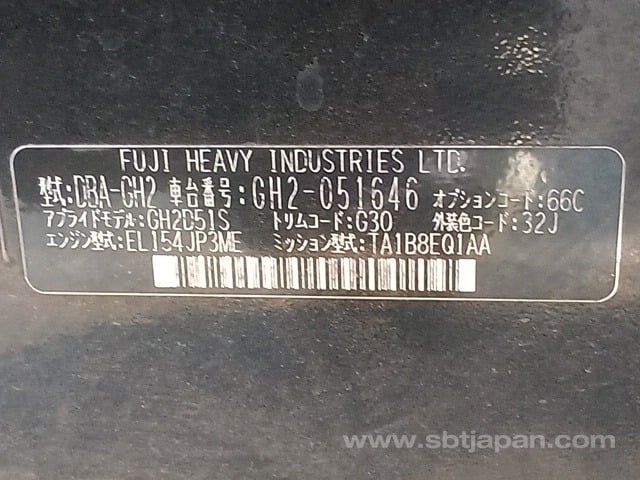 FUJI HEAVY INDUSTRIES LTD.
型式:DBA-GH2 車台番号:GH2-051646 オプションコード:66C
アプライドモデル:GH2D51S トリムコード:G30 外装色コード:32J
エンジン型式:EL154JP3ME ミッション型式:TA1B8EQ1AA
www.sbtjapan.com